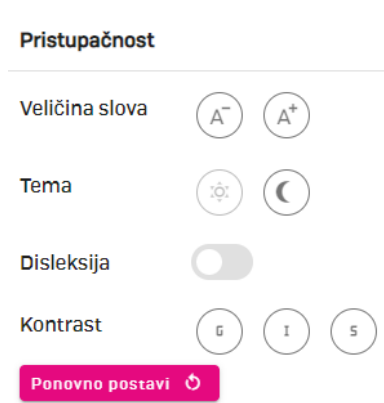 Pristupačnost
Veličina slova A⁻ A⁺
Tema
Disleksija
Kontrast G I S
Ponovno postavi